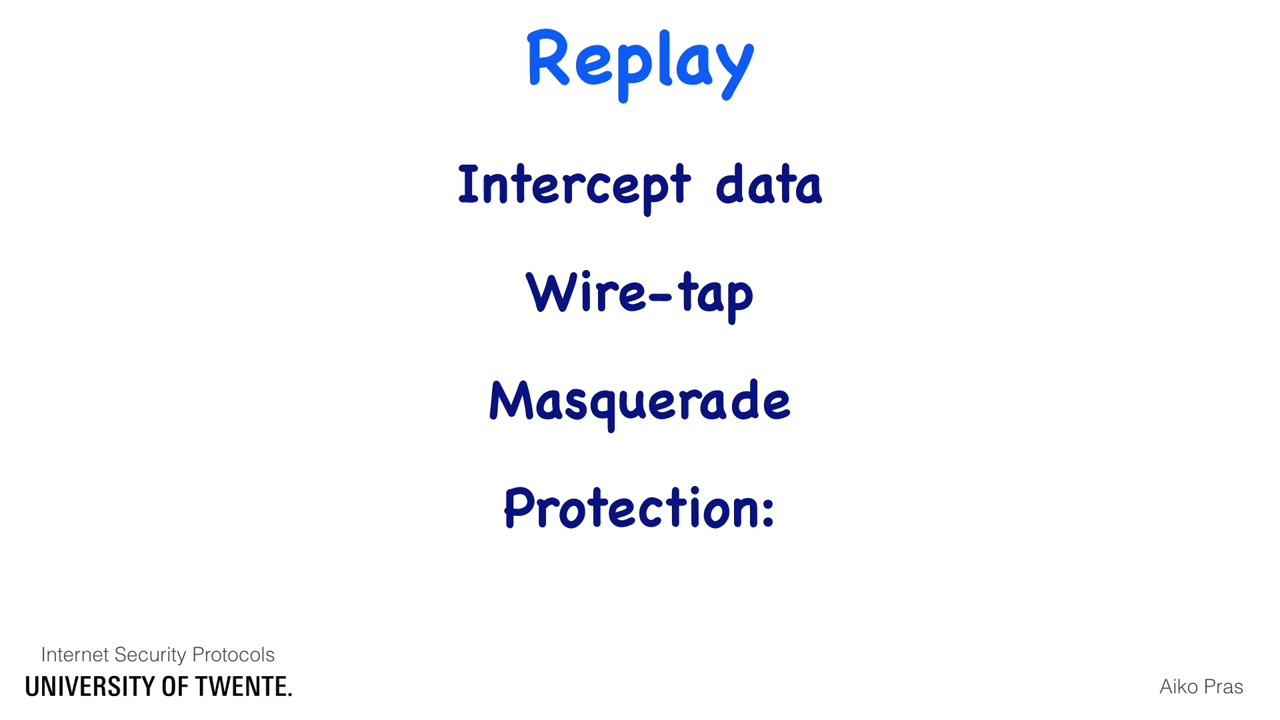 Replay
Intercept data
Wire-tap
Masquerade
Protection:
Internet Security Protocols
UNIVERSITY OF TWENTE.
Aiko Pras